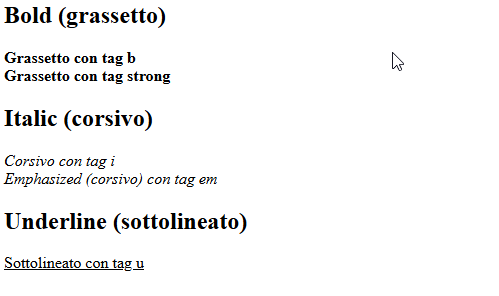 Bold (grassetto)
Grassetto con tag b
Grassetto con tag strong
Italic (corsivo)
Corsivo con tag i
Emphasized (corsivo) con tag em
Underline (sottolineato)
Sottolineato con tag u